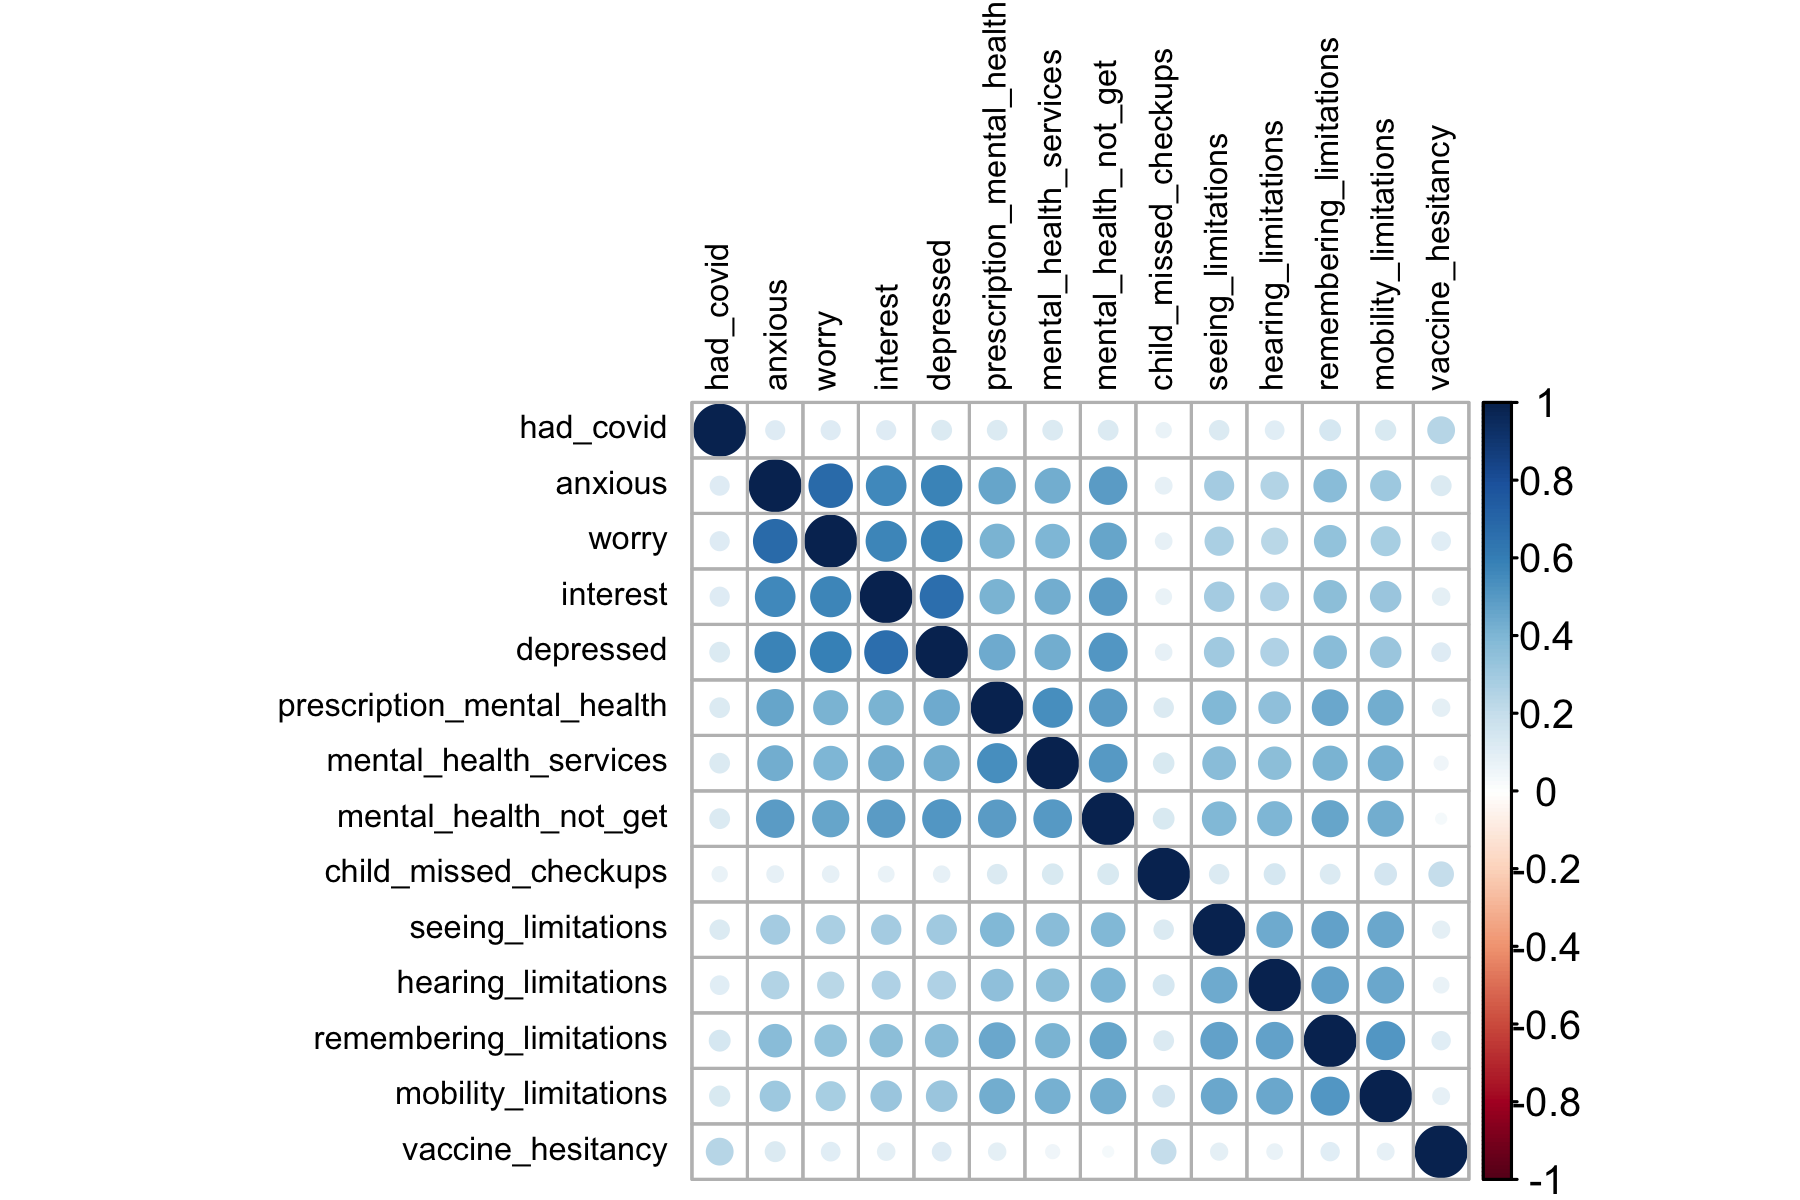 had_covid
anxious
worry
interest
depressed
prescription_mental_health
mental_health_services
mental_health_not_get
child_missed_checkups
seeing_limitations
hearing_limitations
remembering_limitations
mobility_limitations
vaccine_hesitancy
had_covid
anxious
worry
interest
depressed
prescription_mental_health
mental_health_services
mental_health_not_get
child_missed_checkups
seeing_limitations
hearing_limitations
remembering_limitations
mobility_limitations
vaccine_hesitancy
1
0.8
0.6
0.4
0.2
0
-0.2
-0.4
-0.6
-0.8
-1